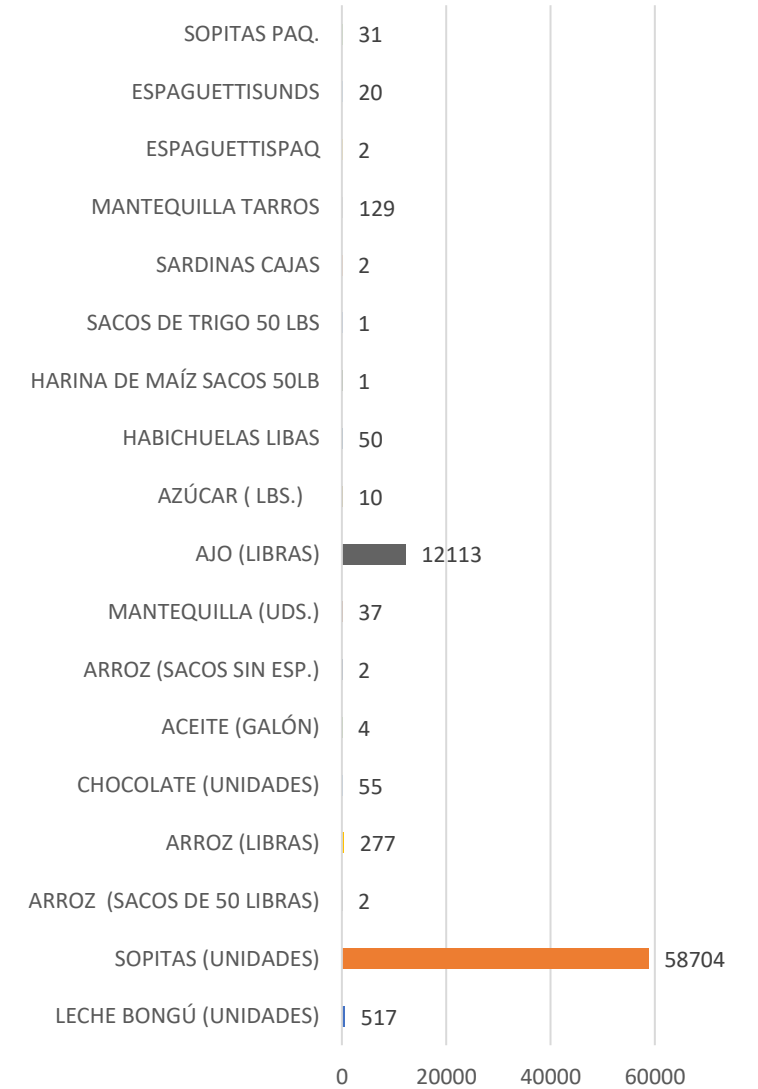 SOPITAS PAQ. 31
ESPAGUETTISUNDS 20
ESPAGUETTISPAQ 2
MANTEQUILLA TARROS 129
SARDINAS CAJAS 2
SACOS DE TRIGO 50 LBS 1
HARINA DE MAÍZ SACOS 50LB 1
HABICHUELAS LIBAS 50
AZÚCAR ( LBS.) 10
AJO (LIBRAS) 12113
MANTEQUILLA (UDS.) 37
ARROZ (SACOS SIN ESP.) 2
ACEITE (GALÓN) 4
CHOCOLATE (UNIDADES) 55
ARROZ (LIBRAS) 277
ARROZ  (SACOS DE 50 LIBRAS) 2
SOPITAS (UNIDADES) 58704
LECHE BONGÚ (UNIDADES) 517
0 20000 40000 60000